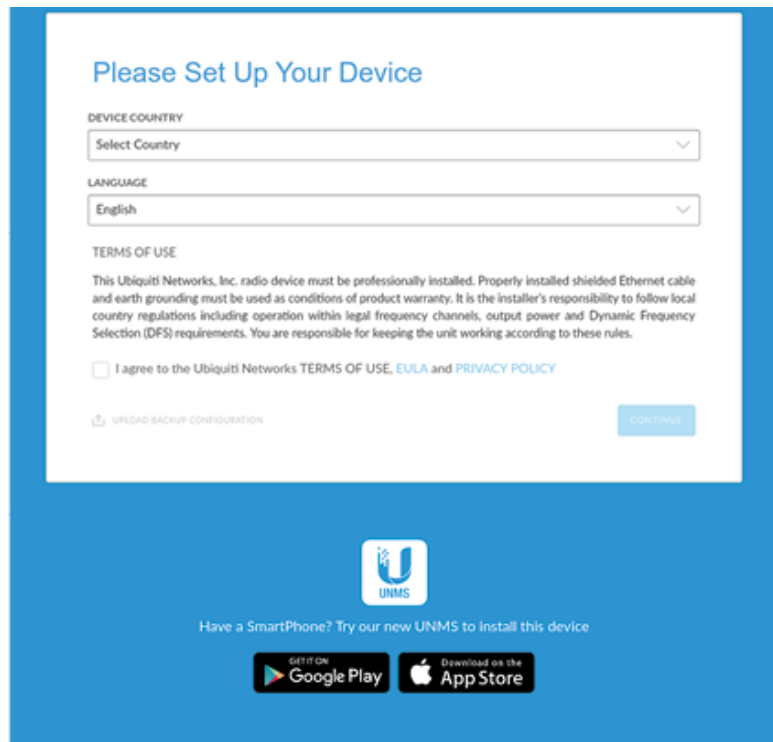 Please Set Up Your Device
DEVICE COUNTRY
Select Country
LANGUAGE
English
TERMS OF USE
This Ubiquiti Networks, Inc. radio device must be professionally installed. Properly installed shielded Ethernet cable
and earth grounding must be used as conditions of product warranty. It is the installer's responsibility to follow local
country regulations including operation within legal frequency channels, output power and Dynamic Frequency
Selection (DFS) requirements. You are responsible for keeping the unit working according to these rules.
I agree to the Ubiquiti Networks TERMS OF USE, EULA and PRIVACY POLICY
UPLOAD BACKUP CONFIGURATION
CONTINUE
U
UNMS
Have a SmartPhone? Try our new UNMS to install this device
GET IT ON
Google Play
Download on the
App Store